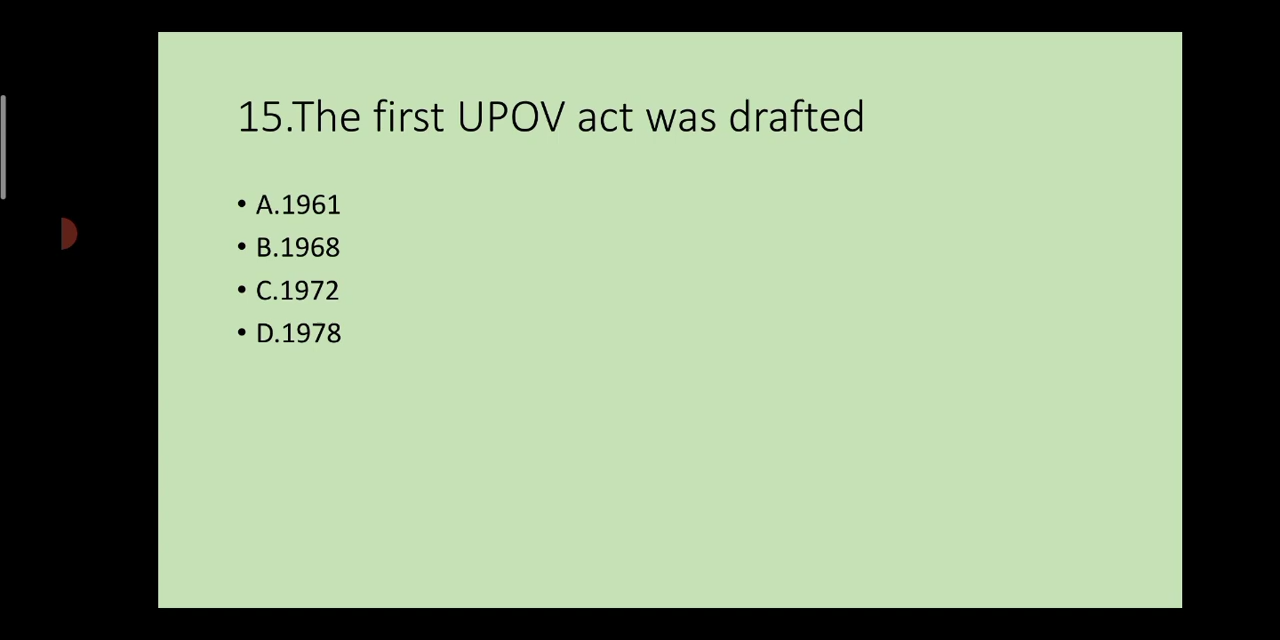 15.The first UPOV act was drafted
• A.1961
• B.1968
• C.1972
• D.1978